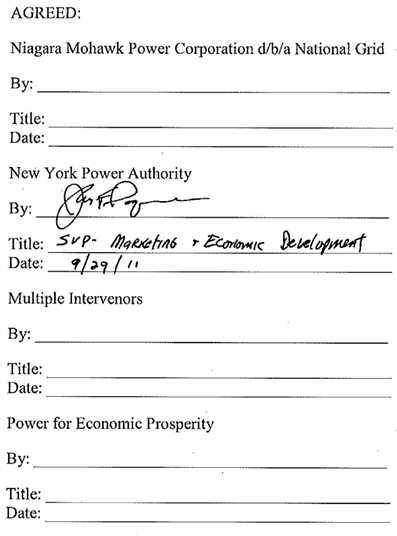 AGREED:
Niagara Mohawk Power Corporation d/b/a National Grid
By:
Title:
Date:
New York Power Authority
By:
Title: SVP- Marketing + Economic Development
Date: 9/29/11
Multiple Intervenors
By:
Title:
Date:
Power for Economic Prosperity
By:
Title:
Date: